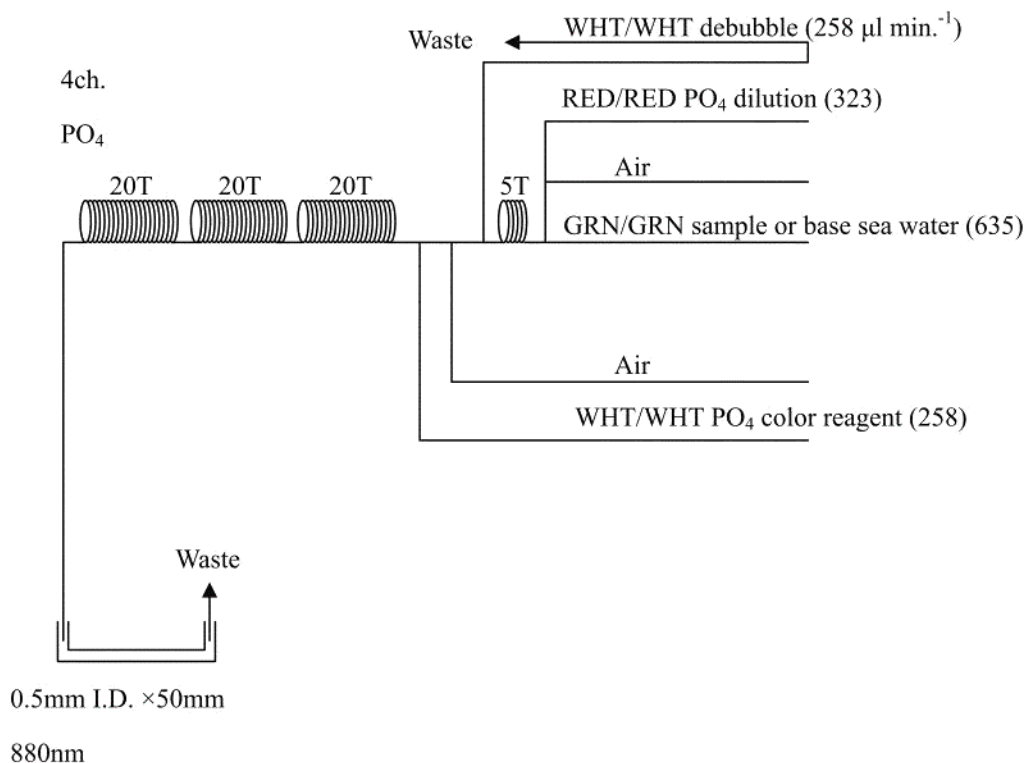 Waste
WHT/WHT debubble (258 μl min.⁻¹)
4ch.
RED/RED PO₄ dilution (323)
PO₄
Air
20T
20T
20T
5T
GRN/GRN sample or base sea water (635)
Air
WHT/WHT PO₄ color reagent (258)
Waste
0.5mm I.D. ×50mm
880nm